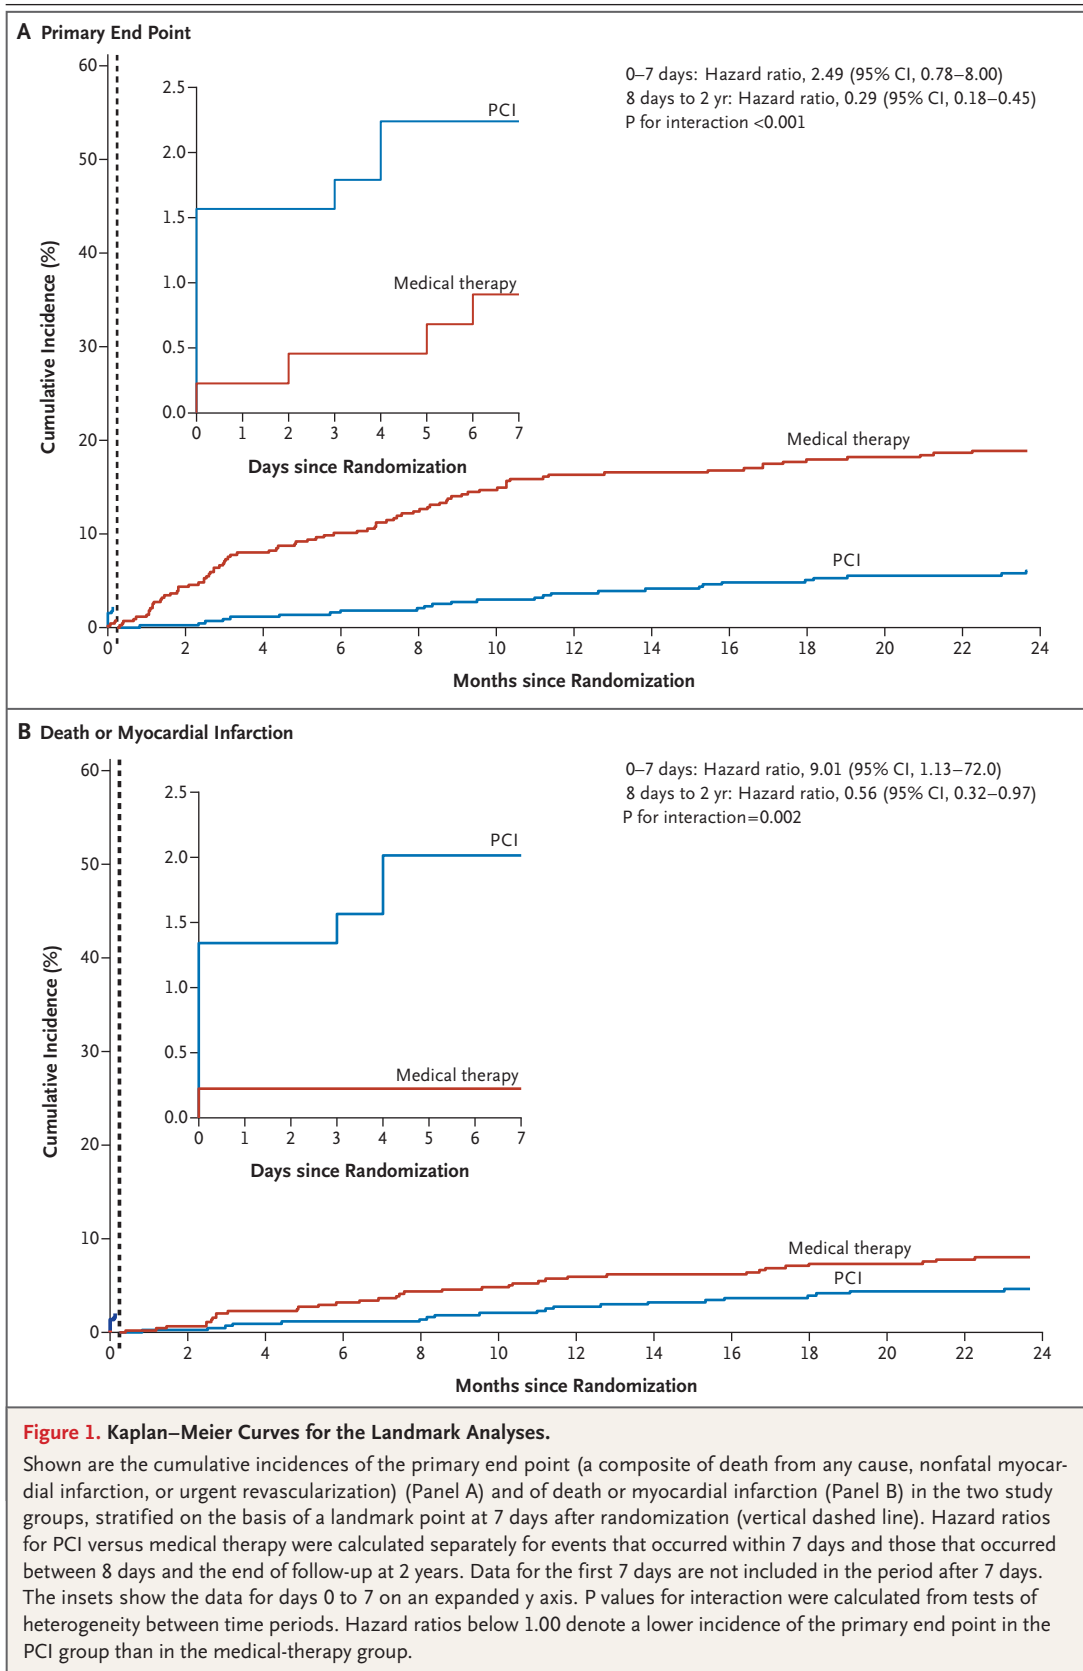 A Primary End Point
0–7 days: Hazard ratio, 2.49 (95% CI, 0.78–8.00)
8 days to 2 yr: Hazard ratio, 0.29 (95% CI, 0.18–0.45)
P for interaction <0.001
Cumulative Incidence (%)
60
50
40
30
20
10
0
2.5
2.0
1.5
1.0
0.5
0.0
PCI
Medical therapy
0 1 2 3 4 5 6 7
Days since Randomization
Medical therapy
PCI
0 2 4 6 8 10 12 14 16 18 20 22 24
Months since Randomization
B Death or Myocardial Infarction
0–7 days: Hazard ratio, 9.01 (95% CI, 1.13–72.0)
8 days to 2 yr: Hazard ratio, 0.56 (95% CI, 0.32–0.97)
P for interaction=0.002
Cumulative Incidence (%)
60
50
40
30
20
10
0
2.5
2.0
1.5
1.0
0.5
0.0
PCI
Medical therapy
0 1 2 3 4 5 6 7
Days since Randomization
Medical therapy
PCI
0 2 4 6 8 10 12 14 16 18 20 22 24
Months since Randomization
Figure 1. Kaplan–Meier Curves for the Landmark Analyses.
Shown are the cumulative incidences of the primary end point (a composite of death from any cause, nonfatal myocar-
dial infarction, or urgent revascularization) (Panel A) and of death or myocardial infarction (Panel B) in the two study
groups, stratified on the basis of a landmark point at 7 days after randomization (vertical dashed line). Hazard ratios
for PCI versus medical therapy were calculated separately for events that occurred within 7 days and those that occurred
between 8 days and the end of follow-up at 2 years. Data for the first 7 days are not included in the period after 7 days.
The insets show the data for days 0 to 7 on an expanded y axis. P values for interaction were calculated from tests of
heterogeneity between time periods. Hazard ratios below 1.00 denote a lower incidence of the primary end point in the
PCI group than in the medical-therapy group.